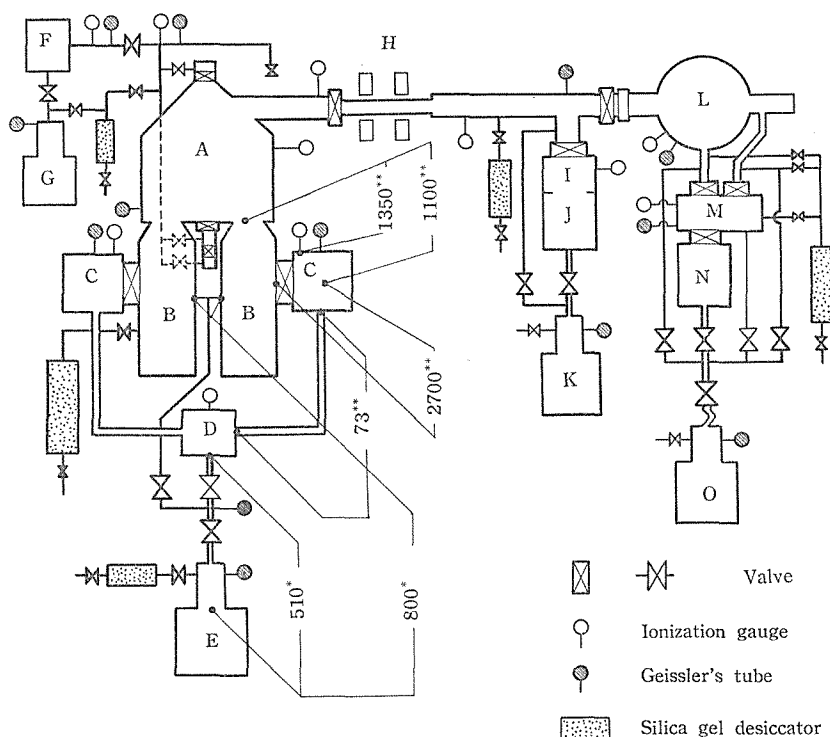 F
H
L
A
G
I
J
M
C
C
B
B
N
1350**
1100**
K
D
73**
2700**
O
E
510*
800*
Valve
Ionization gauge
Geissler's tube
Silica gel desiccator